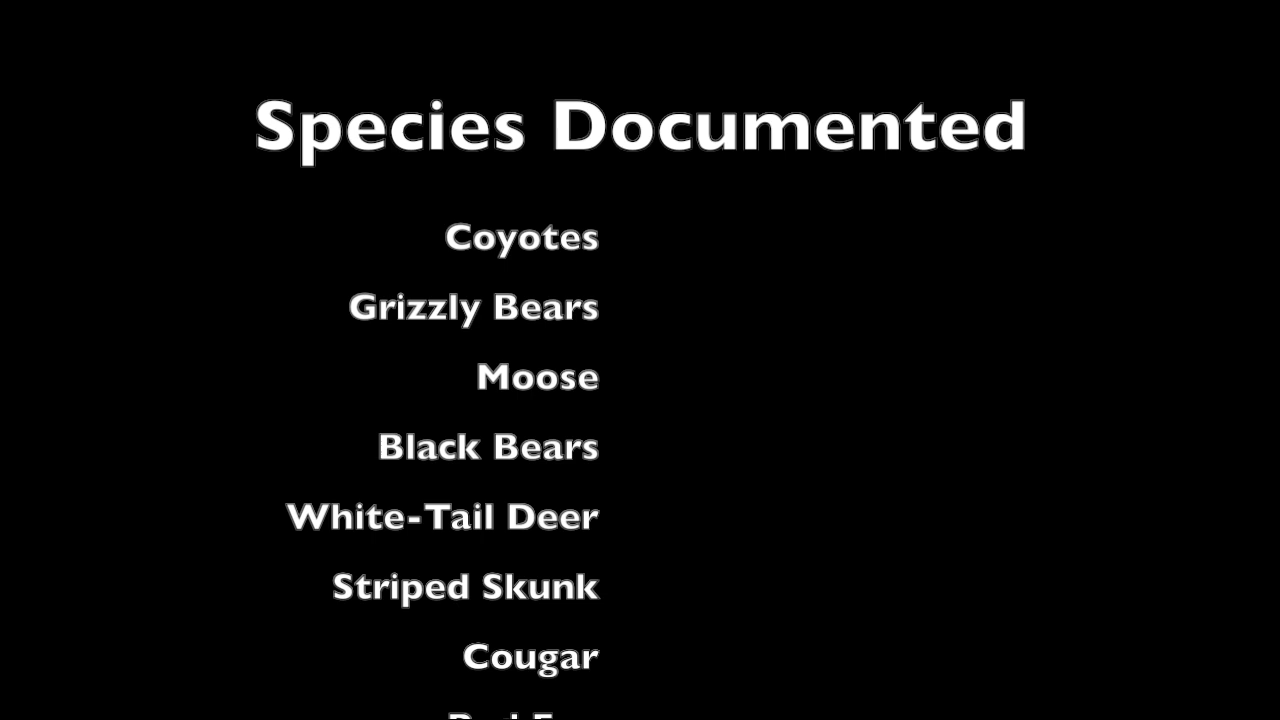 Species Documented
Coyotes
Grizzly Bears
Moose
Black Bears
White-Tail Deer
Striped Skunk
Cougar